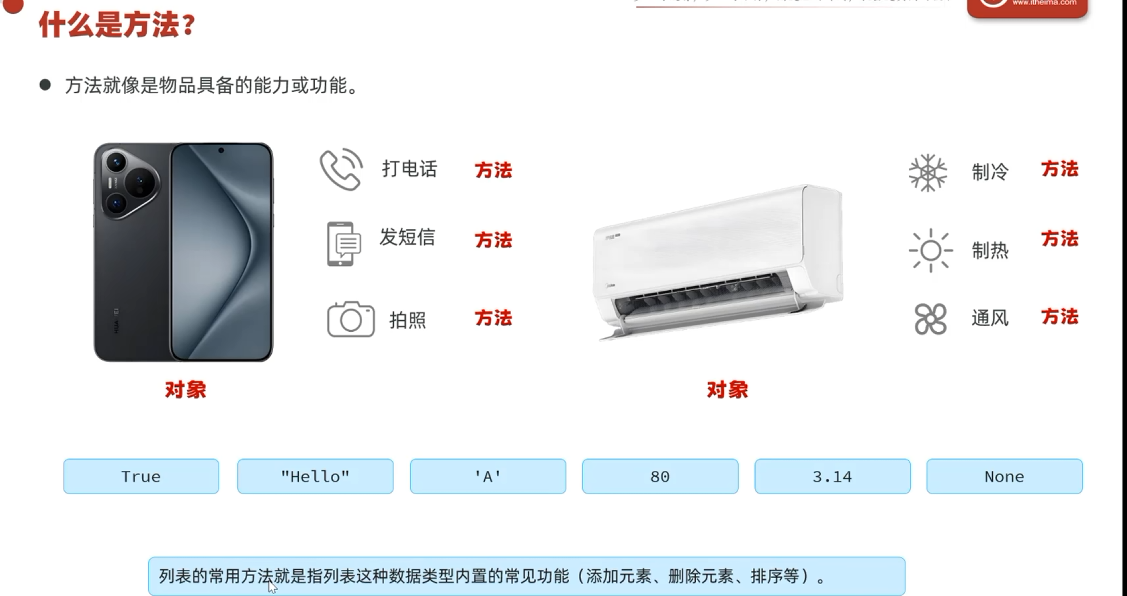 www.itheima.com
什么是方法？
方法就像是物品具备的能力或功能。
打电话 方法
发短信 方法
拍照 方法
对象
制冷 方法
制热 方法
通风 方法
对象
True "Hello" 'A' 80 3.14 None
列表的常用方法就是指列表这种数据类型内置的常见功能（添加元素、删除元素、排序等）。